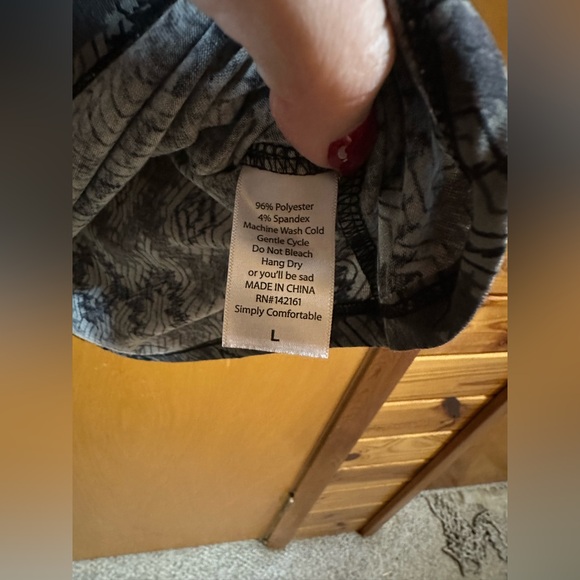 96% Polyester
4% Spandex
Machine Wash Cold
Gentle Cycle
Do Not Bleach
Hang Dry
or you'll be sad
MADE IN CHINA
RN#142161
Simply Comfortable
L